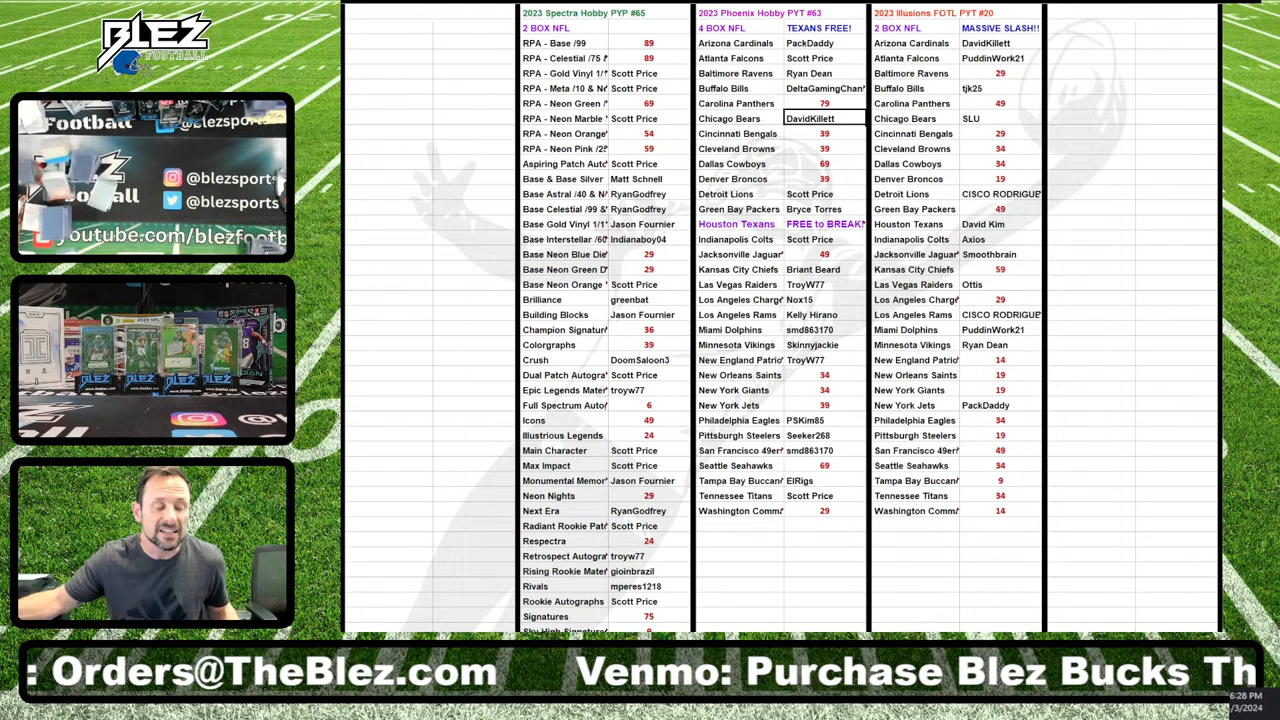 BLEZ
FOOTBALL
Football
@blezsports
@blezsports
youtube.com/blezfootb
BLEZ BLEZ BLEZ BLEZ
2023 Spectra Hobby PYP #65
2 BOX NFL
RPA - Base /99 89
RPA - Celestial /75 & 89
RPA - Gold Vinyl 1/ Scott Price
RPA - Meta /10 & N Scott Price
RPA - Neon Green / 69
RPA - Neon Marble Scott Price
RPA - Neon Orange 54
RPA - Neon Pink /2 59
Aspiring Patch Aut Scott Price
Base & Base Silver Matt Schnell
Base Astral /40 & N RyanGodfrey
Base Celestial /99 & RyanGodfrey
Base Gold Vinyl 1/1 Jason Fournier
Base Interstellar /60 Indianaboy04
Base Neon Blue Die 29
Base Neon Green D 29
Base Neon Orange Scott Price
Brilliance greenbat
Building Blocks Jason Fournier
Champion Signatur 36
Colorgraphs 39
Crush DoomSaloon3
Dual Patch Autogra Scott Price
Epic Legends Mater troyw77
Full Spectrum Auto 6
Icons 49
Illustrious Legends 24
Main Character Scott Price
Max Impact Scott Price
Monumental Memor Jason Fournier
Neon Nights 29
Next Era RyanGodfrey
Radiant Rookie Pat Scott Price
Respectra 24
Retrospect Autogra troyw77
Rising Rookie Mater gioinbrazil
Rivals mperes1218
Rookie Autographs Scott Price
Signatures 75
Sky High Signatur
2023 Phoenix Hobby PYT #63
4 BOX NFL TEXANS FREE!
Arizona Cardinals PackDaddy
Atlanta Falcons Scott Price
Baltimore Ravens Ryan Dean
Buffalo Bills DeltaGamingChan
Carolina Panthers 79
Chicago Bears DavidKillett
Cincinnati Bengals 39
Cleveland Browns 39
Dallas Cowboys 69
Denver Broncos 39
Detroit Lions Scott Price
Green Bay Packers Bryce Torres
Houston Texans FREE to BREAK!
Indianapolis Colts Scott Price
Jacksonville Jaguar 49
Kansas City Chiefs Briant Beard
Las Vegas Raiders TroyW77
Los Angeles Charg Nox15
Los Angeles Rams Kelly Hirano
Miami Dolphins smd863170
Minnesota Vikings Skinnyjackie
New England Patrio TroyW77
New Orleans Saints 34
New York Giants 34
New York Jets 39
Philadelphia Eagles PSKim85
Pittsburgh Steelers Seeker268
San Francisco 49er smd863170
Seattle Seahawks 69
Tampa Bay Buccan ElRigs
Tennessee Titans Scott Price
Washington Comm 29
2023 Illusions FOTL PYT #20
2 BOX NFL MASSIVE SLASH!!
Arizona Cardinals DavidKillett
Atlanta Falcons PuddinWork21
Baltimore Ravens 29
Buffalo Bills tjk25
Carolina Panthers 49
Chicago Bears SLU
Cincinnati Bengals 29
Cleveland Browns 34
Dallas Cowboys 34
Denver Broncos 19
Detroit Lions CISCO RODRIGUE
Green Bay Packers 49
Houston Texans David Kim
Indianapolis Colts Axios
Jacksonville Jaguar Smoothbrain
Kansas City Chiefs 59
Las Vegas Raiders Ottis
Los Angeles Charg 29
Los Angeles Rams CISCO RODRIGUE
Miami Dolphins PuddinWork21
Minnesota Vikings Ryan Dean
New England Patrio 14
New Orleans Saints 19
New York Giants 19
New York Jets PackDaddy
Philadelphia Eagles 34
Pittsburgh Steelers 19
San Francisco 49er 49
Seattle Seahawks 34
Tampa Bay Buccan 9
Tennessee Titans 34
Washington Comm 14
: Orders@TheBlez.com Venmo: Purchase Blez Bucks Th
6:28 PM
/3/2024